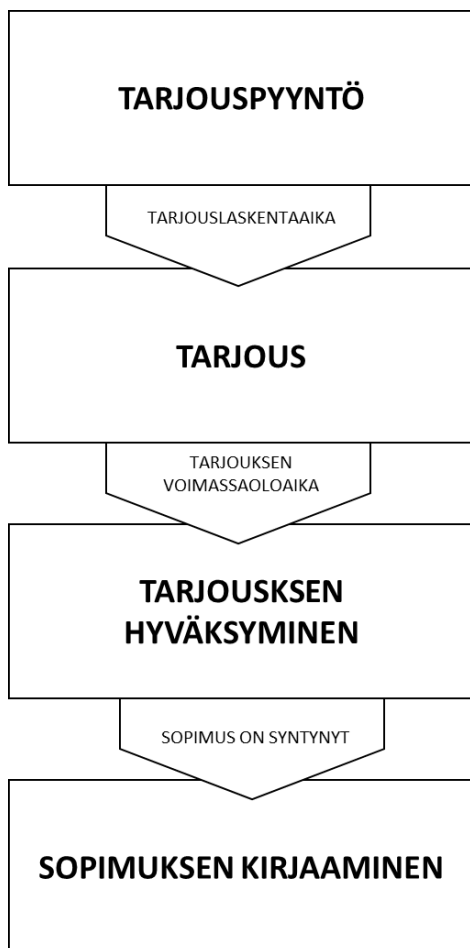 TARJOUSPYYNTÖ
TARJOUSLASKENTAAIKA
TARJOUS
TARJOUKSEN
VOIMASSAOLOAIKA
TARJOUSKSEN
HYVÄKSYMINEN
SOPIMUS ON SYNTYNYT
SOPIMUKSEN KIRJAAMINEN